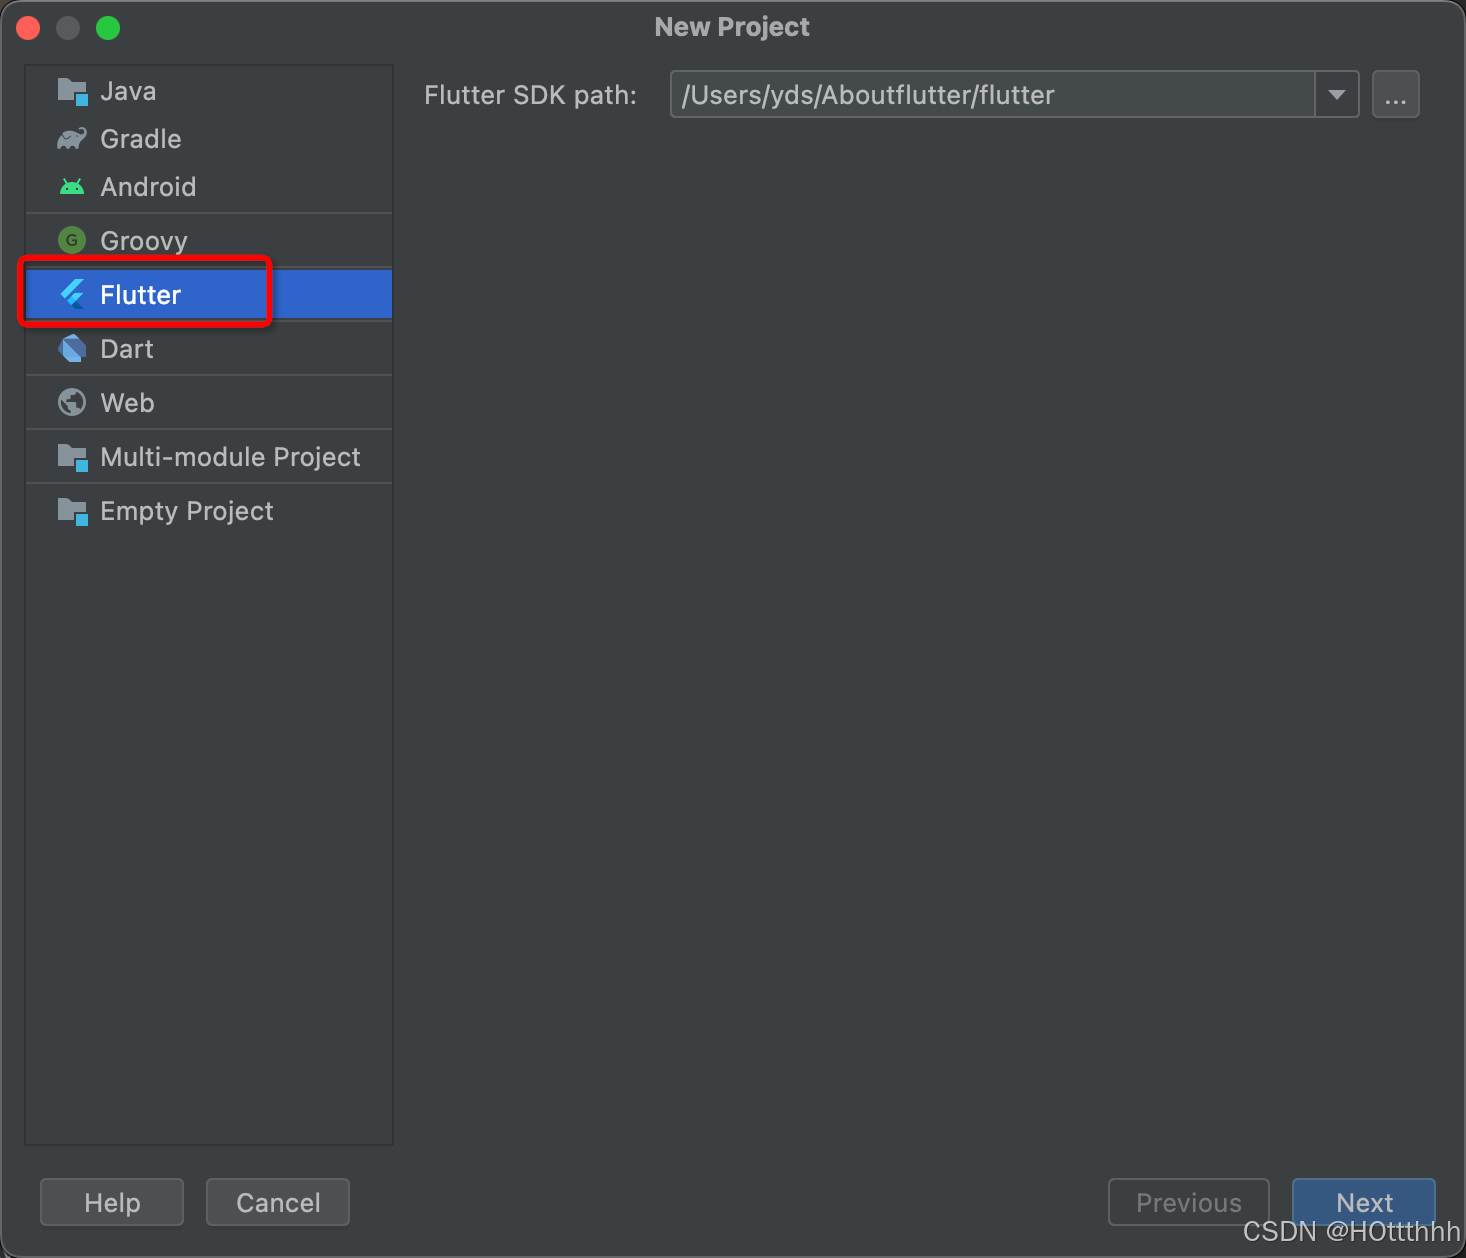 New Project
Java
Gradle
Android
G Groovy
Flutter
Dart
Web
Multi-module Project
Empty Project
Flutter SDK path: /Users/yds/Aboutflutter/flutter ...
Help Cancel Previous Next
CSDN @HOttthhh